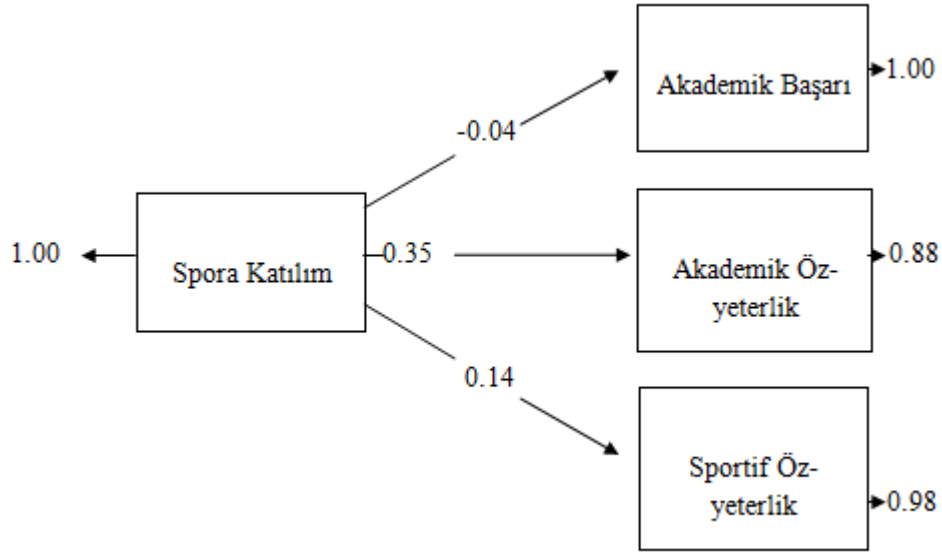 Akademik Başarı
1.00
-0.04
1.00
Spora Katılım
0.35
Akademik Öz-
yeterlik
0.88
0.14
Sportif Öz-
yeterlik
0.98